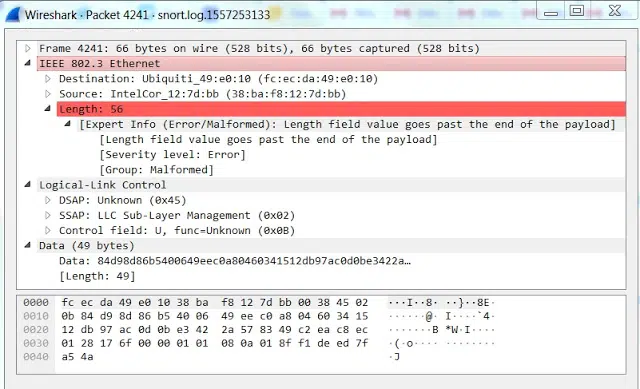 Wireshark · Packet 4241 · snort.log.1557253133
Frame 4241: 66 bytes on wire (528 bits), 66 bytes captured (528 bits)
IEEE 802.3 Ethernet
Destination: Ubiquiti_49:e0:10 (fc:ec:da:49:e0:10)
Source: IntelCor_12:7d:bb (38:ba:f8:12:7d:bb)
Length: 56
[Expert Info (Error/Malformed): Length field value goes past the end of the payload]
[Length field value goes past the end of the payload]
[Severity level: Error]
[Group: Malformed]
Logical-Link Control
DSAP: Unknown (0x45)
SSAP: LLC Sub-Layer Management (0x02)
Control field: U, func=Unknown (0x0B)
Data (49 bytes)
Data: 84d98d86b5400649eec0a80460341512db97ac0d0be3422a…
[Length: 49]
0000 fc ec da 49 e0 10 38 ba f8 12 7d bb 00 38 45 02 ···I··8· ··}··8E·
0010 0b 84 d9 8d 86 b5 40 06 49 ee c0 a8 04 60 34 15 ······@· I····`4·
0020 12 db 97 ac 0d 0b e3 42 2a 57 83 49 c2 ea c8 ec ·······B *W·I····
0030 01 28 17 6f 00 00 01 01 08 0a 01 8f f1 de ed 7f ·(·o···· ········
0040 a5 4a ·J